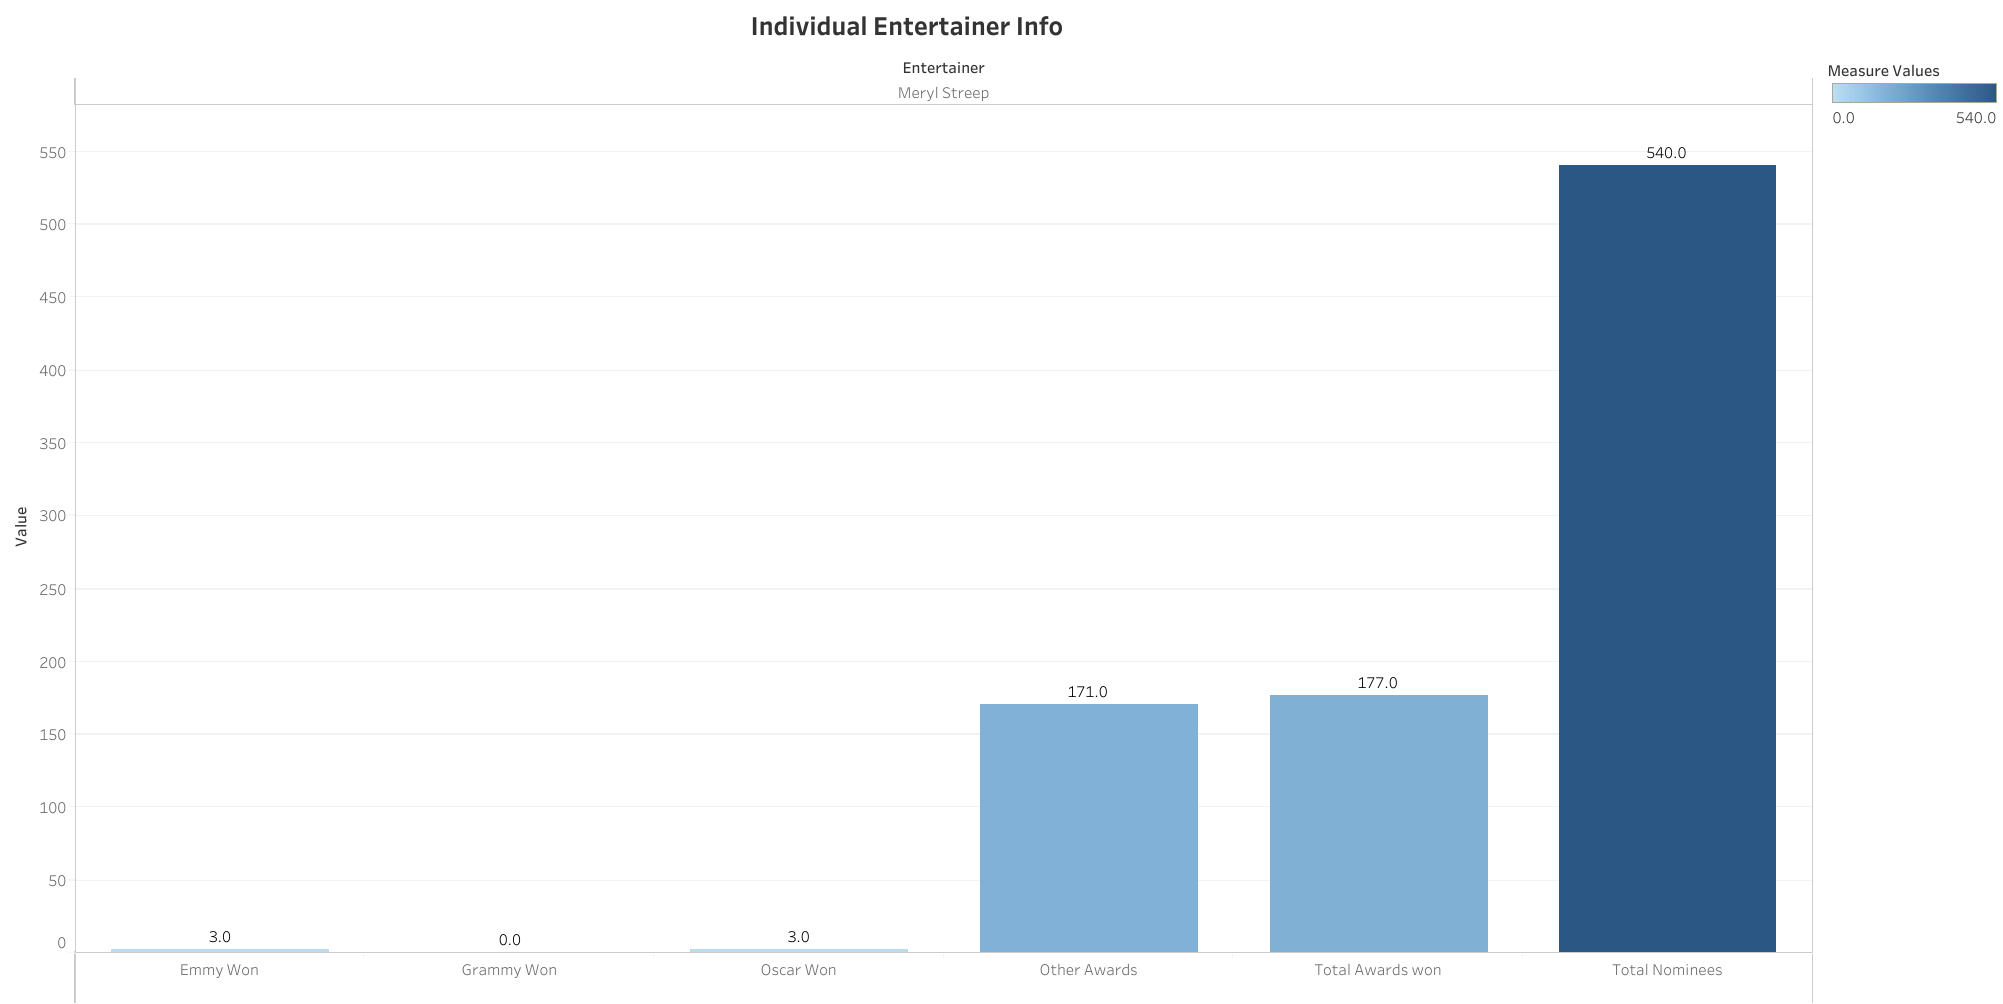 Individual Entertainer Info
Entertainer
Meryl Streep
Measure Values
0.0 540.0
Value
550
500
450
400
350
300
250
200
150
100
50
0
3.0
0.0
3.0
171.0
177.0
540.0
Emmy Won
Grammy Won
Oscar Won
Other Awards
Total Awards won
Total Nominees